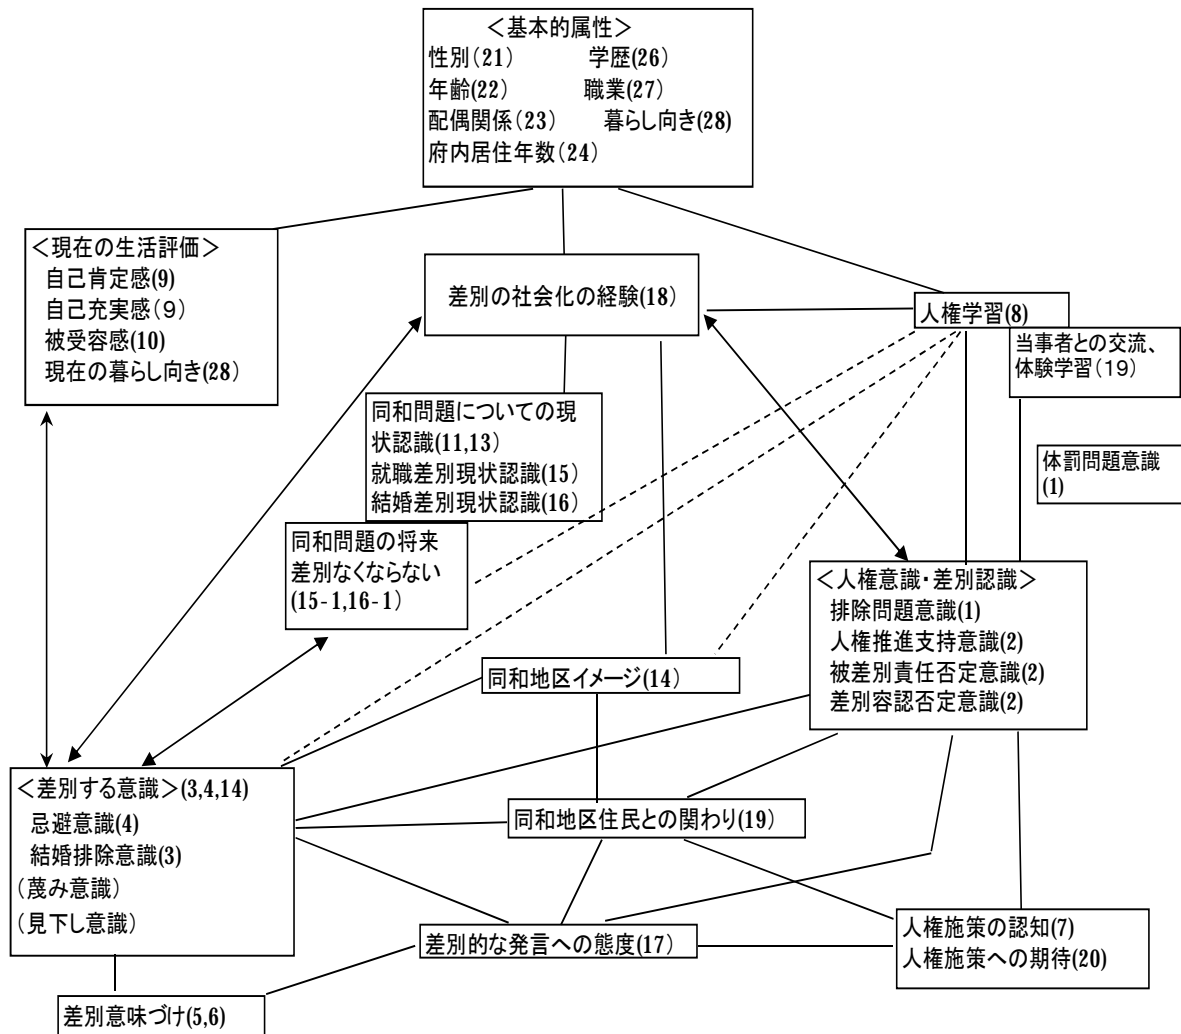 ＜基本的属性＞
性別（21） 学歴(26)
年齢(22) 職業(27)
配偶関係（23） 暮らし向き(28)
府内居住年数（24）
＜現在の生活評価＞
自己肯定感(9)
自己充実感（９）
被受容感(10)
現在の暮らし向き(28）
差別の社会化の経験(18）
人権学習(8)
当事者との交流、
体験学習（１９）
同和問題についての現
状認識(11,13）
就職差別現状認識(15）
結婚差別現状認識(16）
体罰問題意識
(1)
同和問題の将来
差別なくならない
(15-1,16-1）
＜人権意識・差別認識＞
排除問題意識(1)
人権推進支持意識(2)
被差別責任否定意識(2)
差別容認否定意識(2)
同和地区イメージ(14）
＜差別する意識＞(3,4,14)
忌避意識(4)
結婚排除意識(3)
（蔑み意識）
（見下し意識）
同和地区住民との関わり(19）
差別的な発言への態度(17）
人権施策の認知(7)
人権施策への期待(20)
差別意味づけ(5,6)